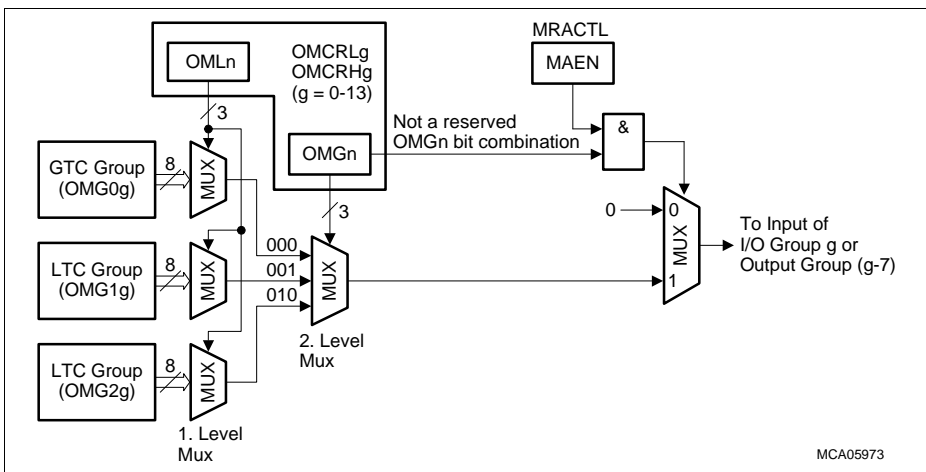 OMLn
OMCRLg
OMCRHg
(g = 0-13)
MRACTL
MAEN
3
Not a reserved
OMGn bit combination
&
OMGn
GTC Group
(OMG0g)
8
MUX
3
0
0
MUX
1
To Input of
I/O Group g or
Output Group (g-7)
000
LTC Group
(OMG1g)
8
MUX
001
MUX
010
2. Level
Mux
LTC Group
(OMG2g)
8
MUX
1. Level
Mux
MCA05973